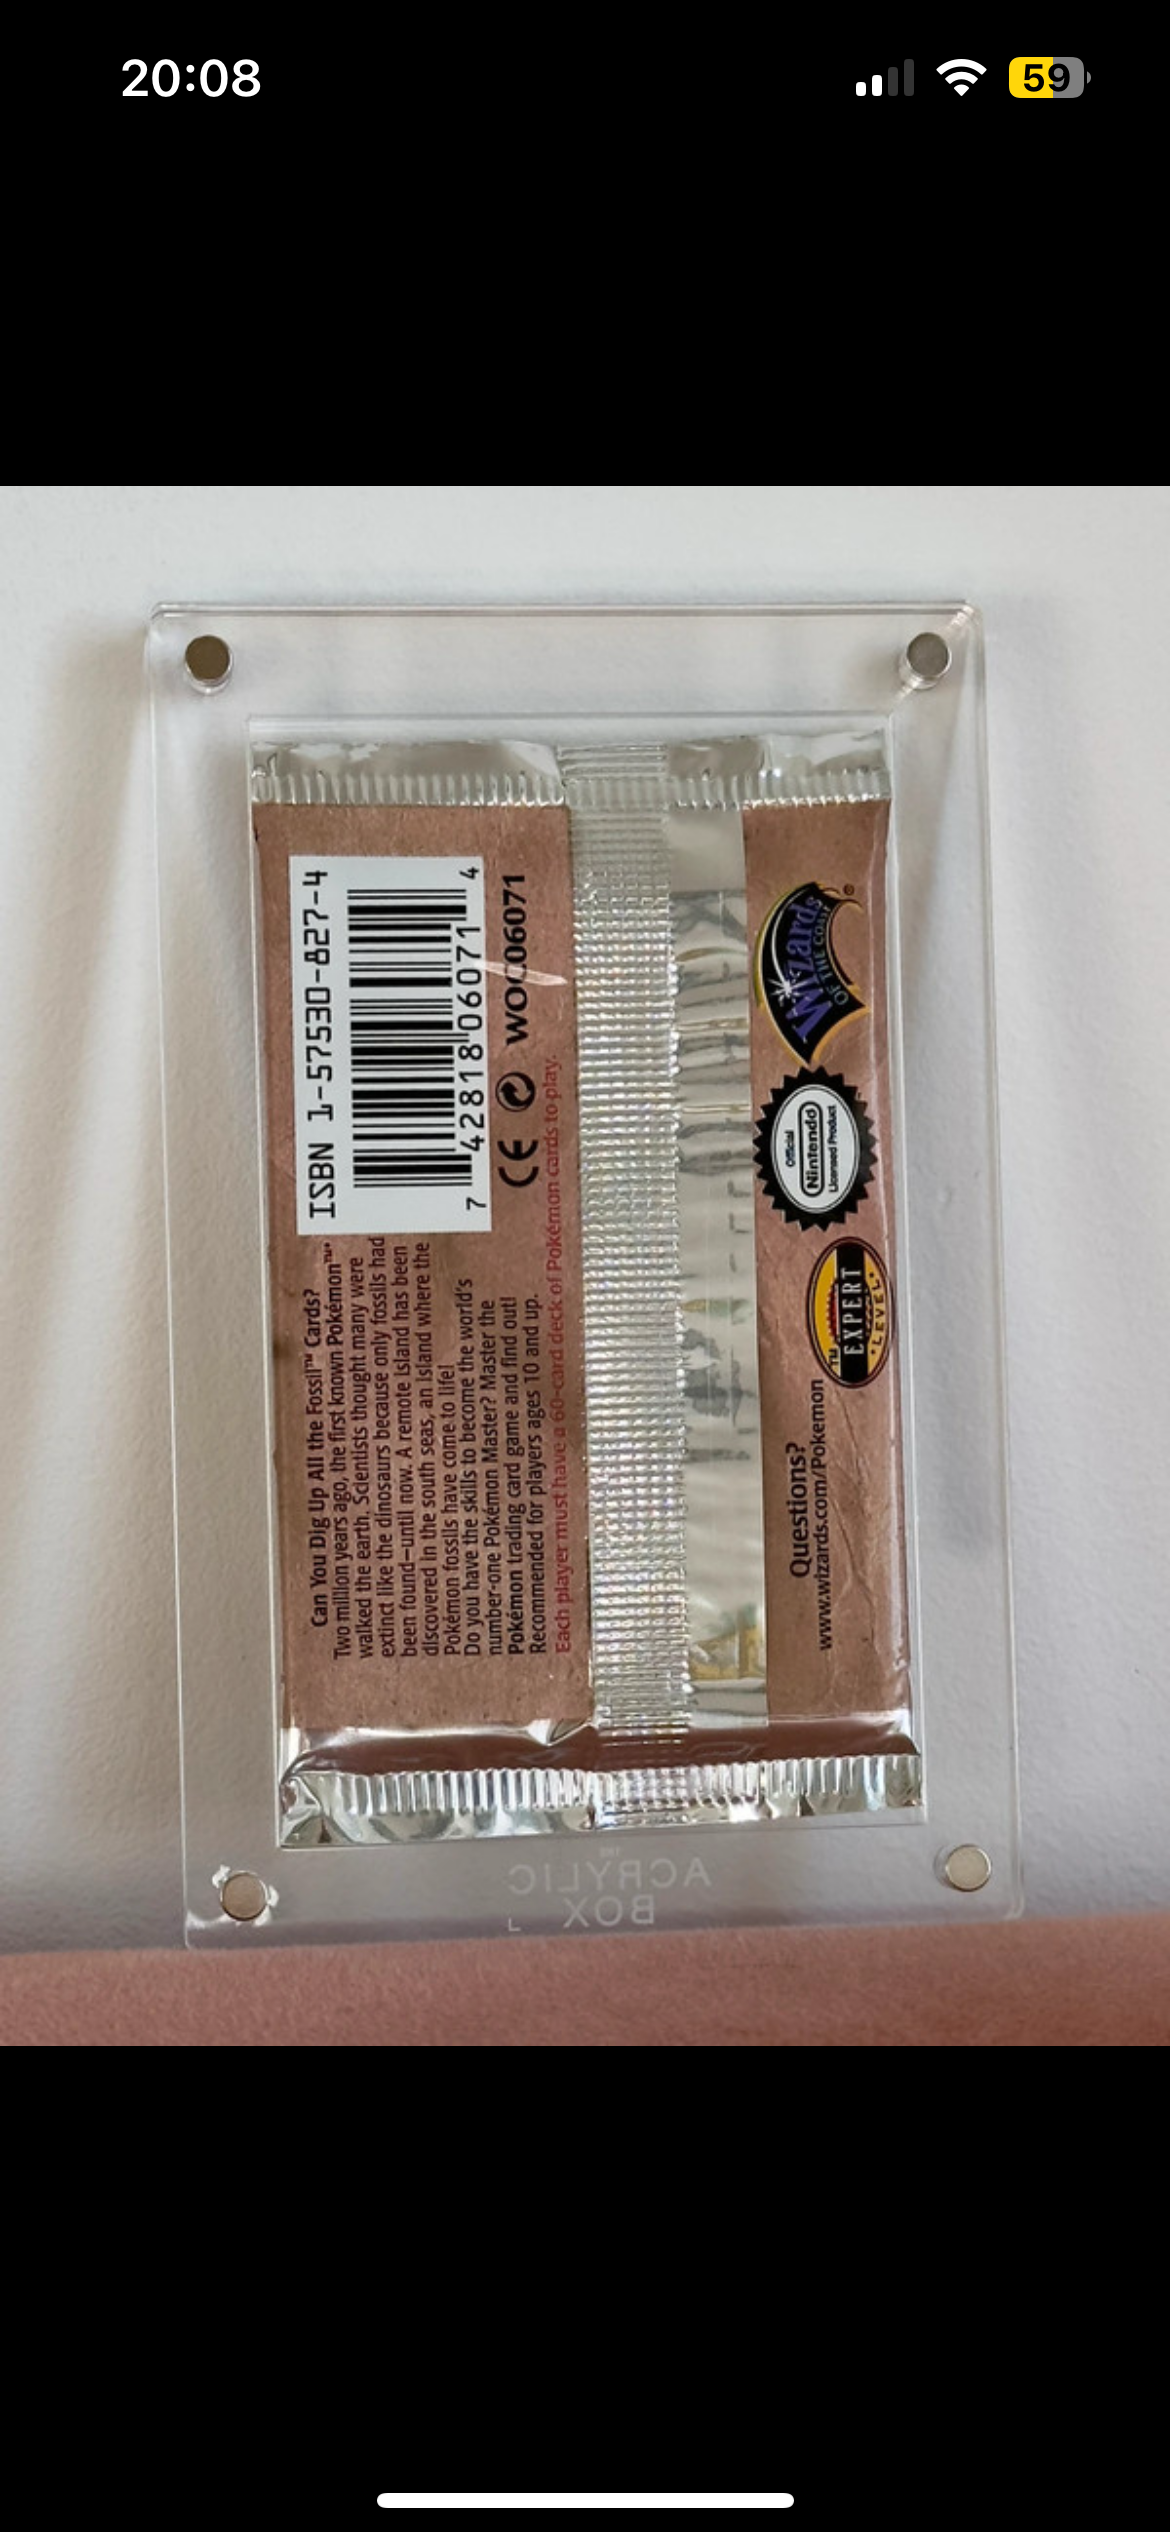 20:08
59
Can You Dig Up All the Fossil™ Cards?
Two million years ago, the first known Pokémon™
walked the earth. Scientists thought many were
extinct like the dinosaurs because only fossils had
been found—until now. A remote island has been
discovered in the south seas, an island where the
Pokémon fossils have come to life!
Do you have the skills to become the world's
number-one Pokémon Master? Master the
Pokémon trading card game and find out!
Recommended for players ages 10 and up.
Each player must have a 60-card deck of Pokémon cards to play.
ISBN 1-57530-827-4
7 42818 06071 4
CE WOC06071
Questions?
www.wizards.com/Pokemon
EXPERT
LEVEL
Official
Nintendo
Licensed Product
Wizards
OF THE COAST
®
THE
ACRYLIC
BOX